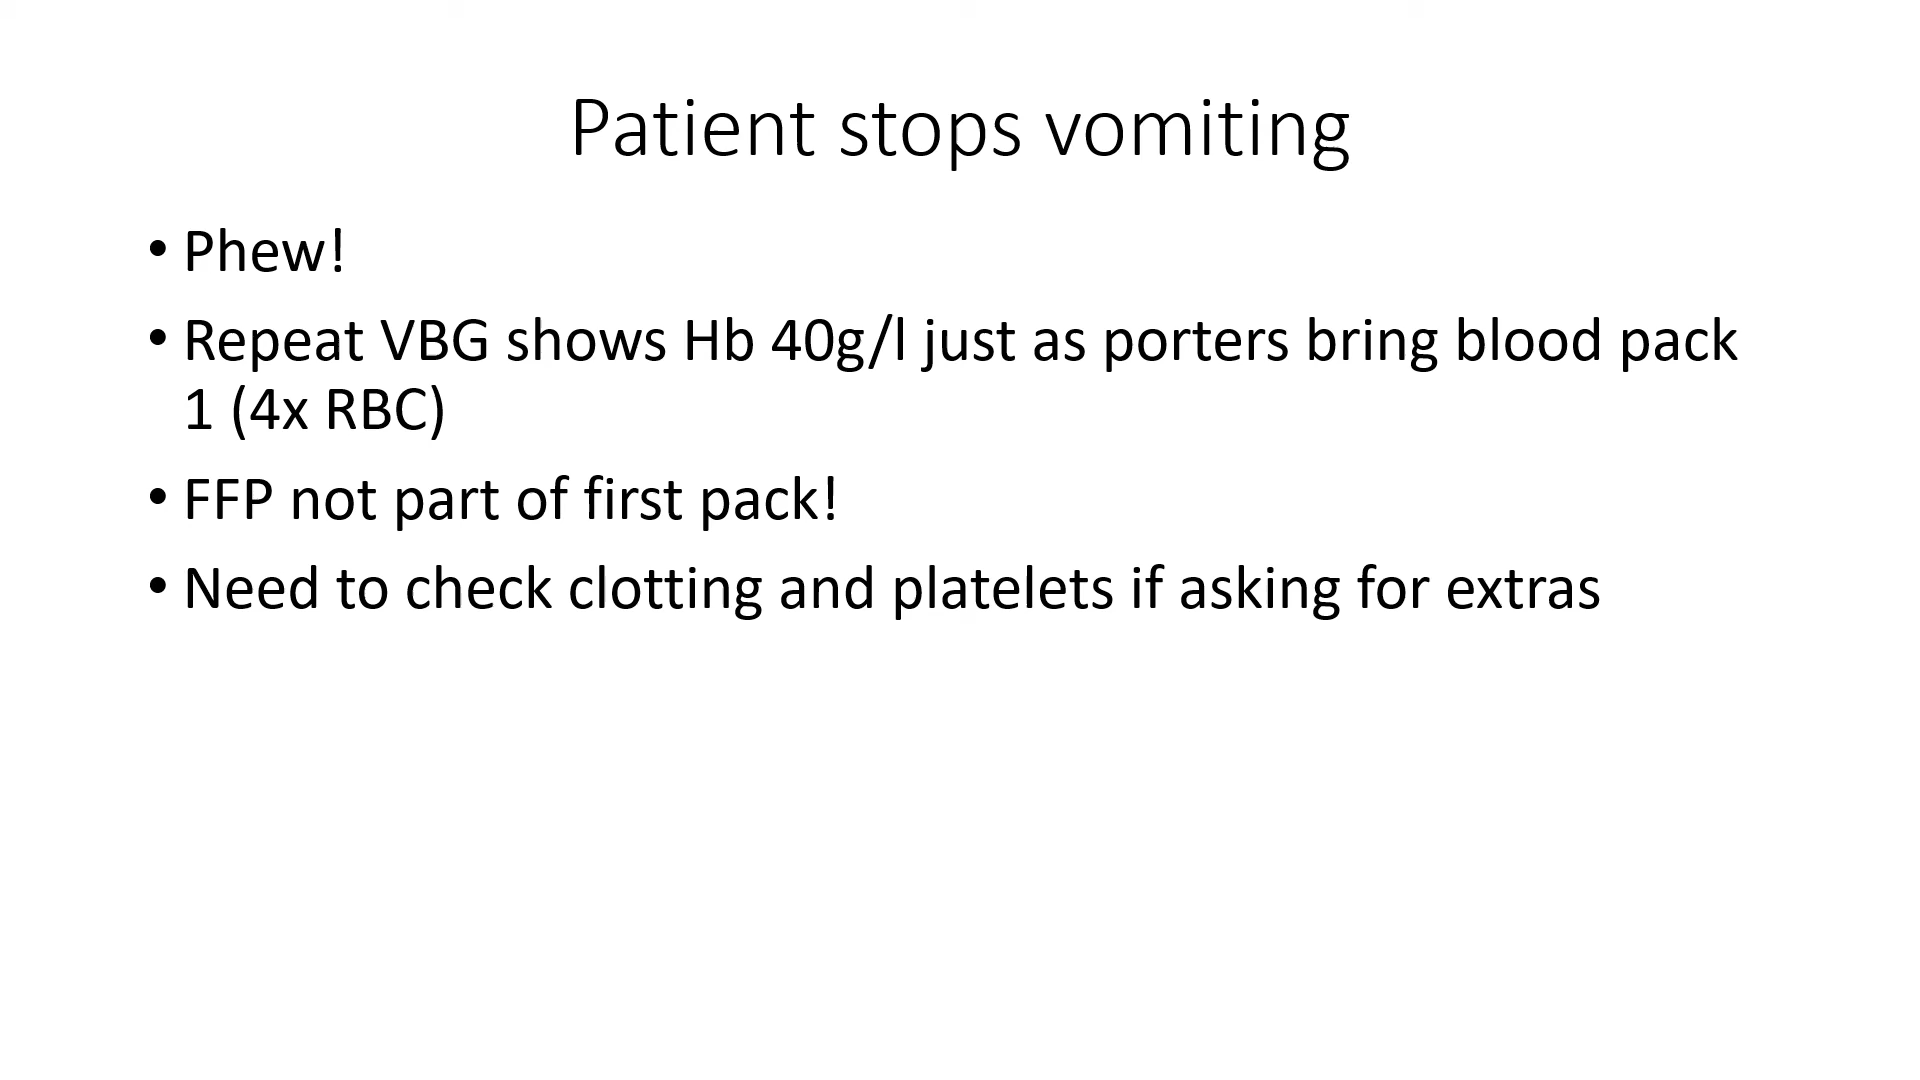 Patient stops vomiting
• Phew!
• Repeat VBG shows Hb 40g/l just as porters bring blood pack
1 (4x RBC)
• FFP not part of first pack!
• Need to check clotting and platelets if asking for extras